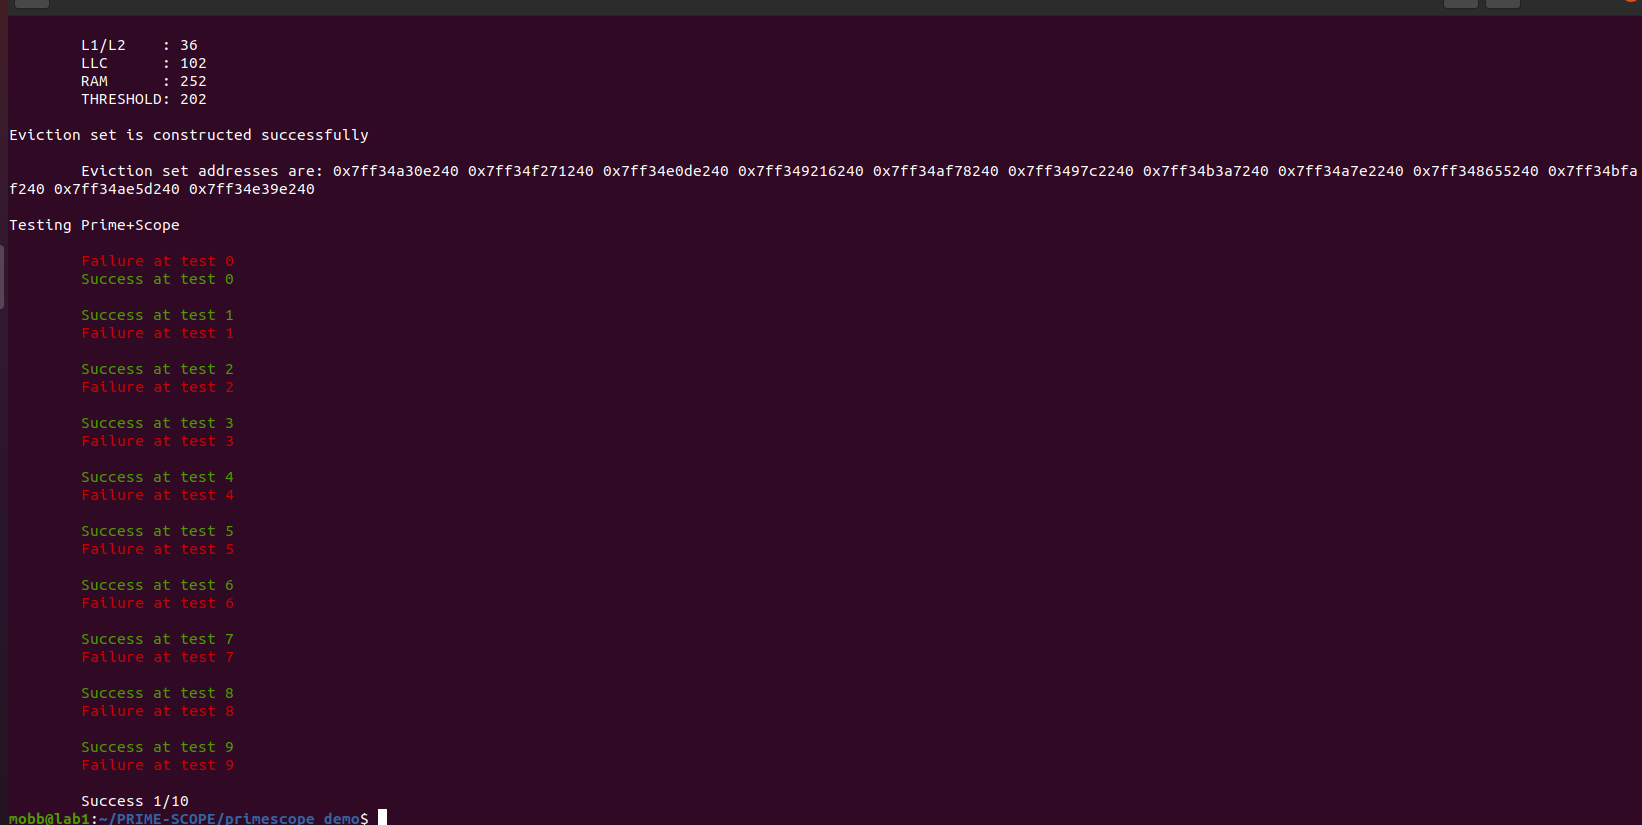 L1/L2    : 36
LLC      : 102
RAM      : 252
THRESHOLD: 202
Eviction set is constructed successfully
Eviction set addresses are: 0x7ff34a30e240 0x7ff34f271240 0x7ff34e0de240 0x7ff349216240 0x7ff34af78240 0x7ff3497c2240 0x7ff34b3a7240 0x7ff34a7e2240 0x7ff348655240 0x7ff34bfa
f240 0x7ff34ae5d240 0x7ff34e39e240
Testing Prime+Scope
Failure at test 0
Success at test 0
Success at test 1
Failure at test 1
Success at test 2
Failure at test 2
Success at test 3
Failure at test 3
Success at test 4
Failure at test 4
Success at test 5
Failure at test 5
Success at test 6
Failure at test 6
Success at test 7
Failure at test 7
Success at test 8
Failure at test 8
Success at test 9
Failure at test 9
Success 1/10
mobb@lab1:~/PRIME-SCOPE/primescope_demo$